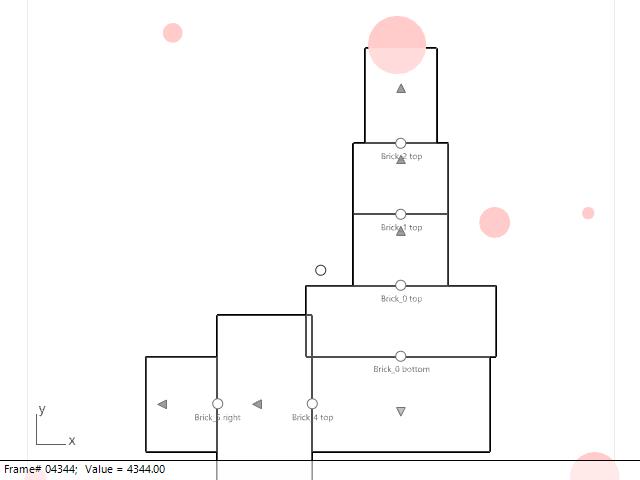 Brick_2 top
Brick_1 top
Brick_0 top
Brick_0 bottom
Brick_5 right
Brick_4 top
y
x
Frame# 04344; Value = 4344.00